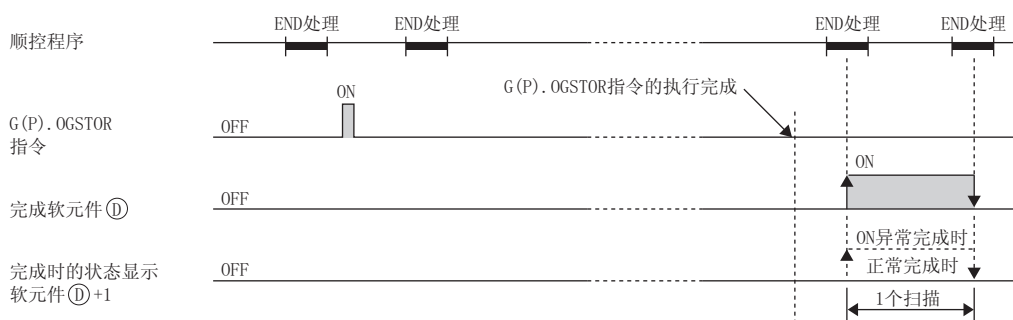 END处理 END处理 END处理 END处理
顺控程序
G(P).OGSTOR指令的执行完成
ON
G(P).OGSTOR
指令
OFF
ON
完成软元件Ⓓ
OFF
ON异常完成时
完成时的状态显示
软元件Ⓓ+1
OFF
正常完成时
1个扫描